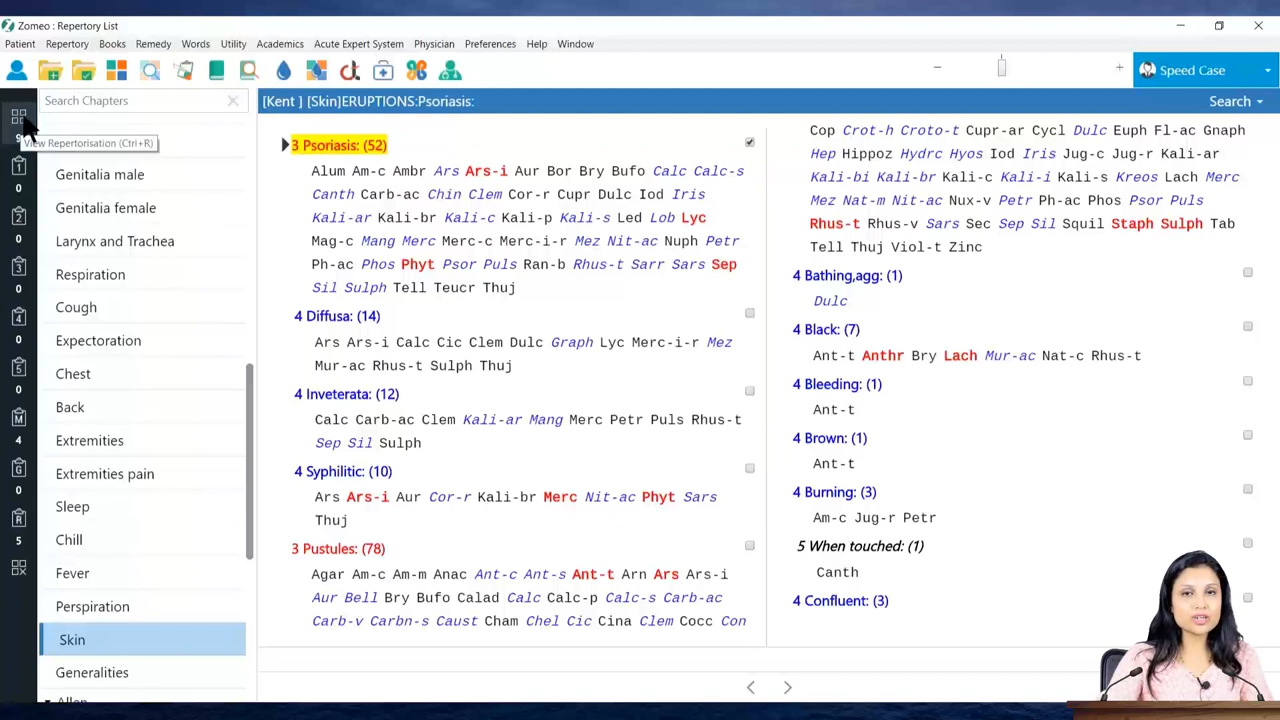 Zomeo : Repertory List
Patient Repertory Books Remedy Words Utility Academics Acute Expert System Physician Preferences Help Window
Speed Case
Search Chapters
[Kent ] [Skin]ERUPTIONS:Psoriasis:
Search
View Repertorisation (Ctrl+R)
0
0
0
0
0
M
4
G
0
R
5
1
2
3
4
5
Genitalia male
Genitalia female
Larynx and Trachea
Respiration
Cough
Expectoration
Chest
Back
Extremities
Extremities pain
Sleep
Chill
Fever
Perspiration
Skin
Generalities
3 Psoriasis: (52)
Alum Am-c Ambr Ars Ars-i Aur Bor Bry Bufo Calc Calc-s
Canth Carb-ac Chin Clem Cor-r Cupr Dulc Iod Iris
Kali-ar Kali-br Kali-c Kali-p Kali-s Led Lob Lyc
Mag-c Mang Merc Merc-c Merc-i-r Mez Nit-ac Nuph Petr
Ph-ac Phos Phyt Psor Puls Ran-b Rhus-t Sarr Sars Sep
Sil Sulph Tell Teucr Thuj
4 Diffusa: (14)
Ars Ars-i Calc Cic Clem Dulc Graph Lyc Merc-i-r Mez
Mur-ac Rhus-t Sulph Thuj
4 Inveterata: (12)
Calc Carb-ac Clem Kali-ar Mang Merc Petr Puls Rhus-t
Sep Sil Sulph
4 Syphilitic: (10)
Ars Ars-i Aur Cor-r Kali-br Merc Nit-ac Phyt Sars
Thuj
3 Pustules: (78)
Agar Am-c Am-m Anac Ant-c Ant-s Ant-t Arn Ars Ars-i
Aur Bell Bry Bufo Calad Calc Calc-p Calc-s Carb-ac
Carb-v Carbn-s Caust Cham Chel Cic Cina Clem Cocc Con
Cop Crot-h Croto-t Cupr-ar Cycl Dulc Euph Fl-ac Gnaph
Hep Hippoz Hydrc Hyos Iod Iris Jug-c Jug-r Kali-ar
Kali-bi Kali-br Kali-c Kali-i Kali-s Kreos Lach Merc
Mez Nat-m Nit-ac Nux-v Petr Ph-ac Phos Psor Puls
Rhus-t Rhus-v Sars Sec Sep Sil Squil Staph Sulph Tab
Tell Thuj Viol-t Zinc
4 Bathing,agg: (1)
Dulc
4 Black: (7)
Ant-t Anthr Bry Lach Mur-ac Nat-c Rhus-t
4 Bleeding: (1)
Ant-t
4 Brown: (1)
Ant-t
4 Burning: (3)
Am-c Jug-r Petr
5 When touched: (1)
Canth
4 Confluent: (3)